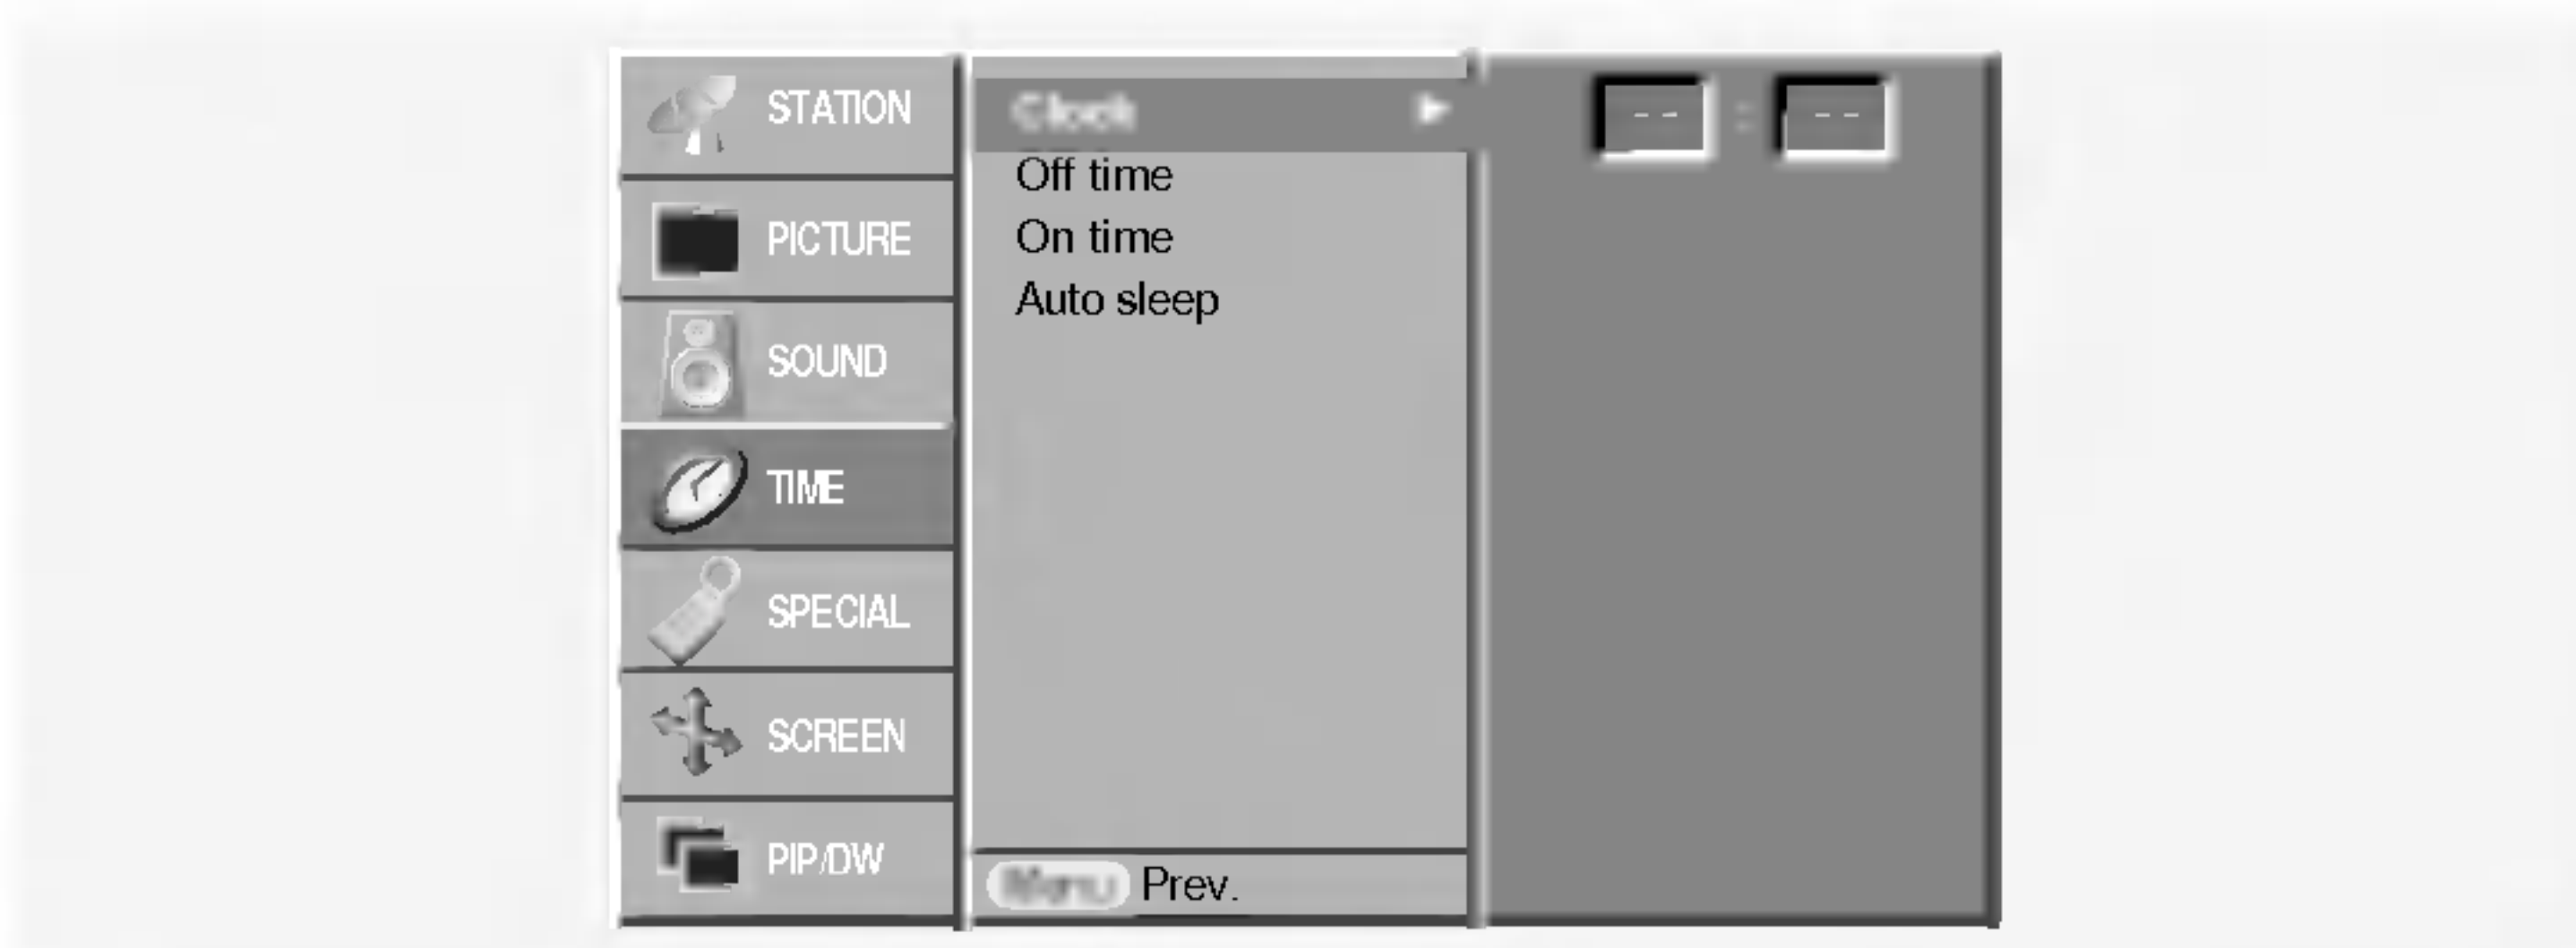 STATION
PICTURE
SOUND
TIME
SPECIAL
SCREEN
PIP/DW
Clock
Off time
On time
Auto sleep
Menu Prev.
-- : --